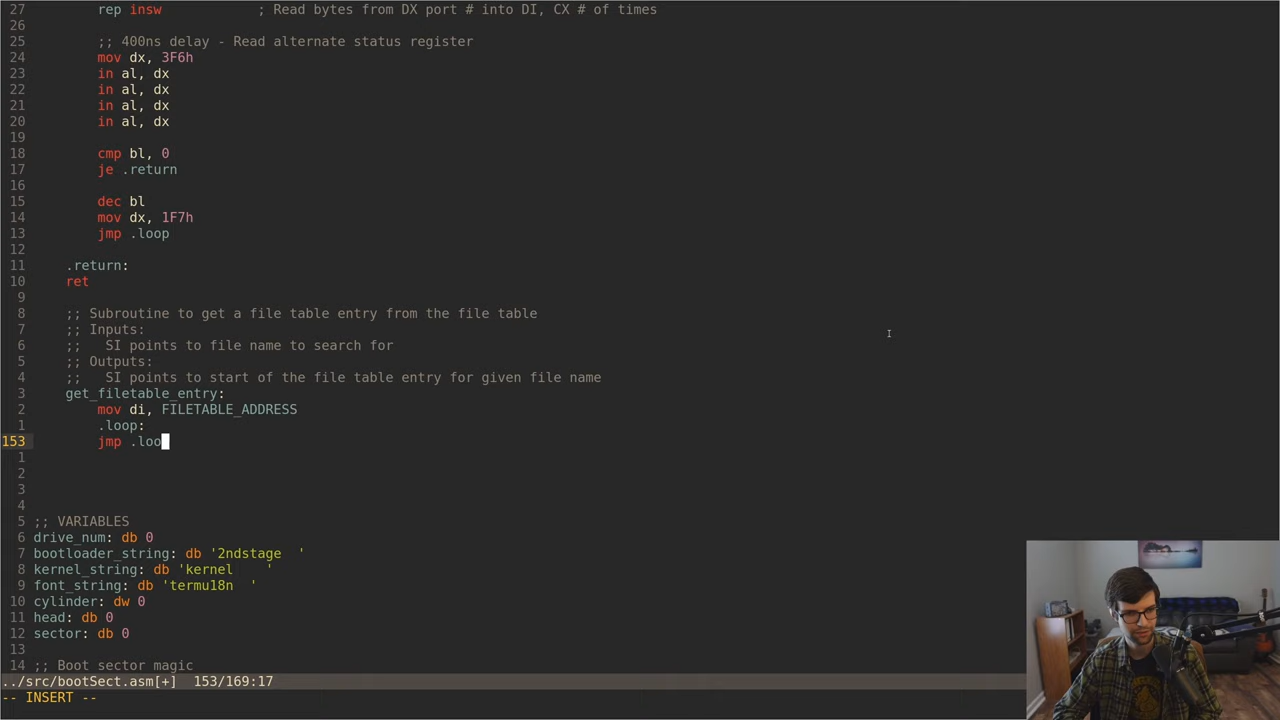 27 rep insw ; Read bytes from DX port # into DI, CX # of times
26
25 ;; 400ns delay - Read alternate status register
24 mov dx, 3F6h
23 in al, dx
22 in al, dx
21 in al, dx
20 in al, dx
19
18 cmp bl, 0
17 je .return
16
15 dec bl
14 mov dx, 1F7h
13 jmp .loop
12
11 .return:
10 ret
9
8 ;; Subroutine to get a file table entry from the file table
7 ;; Inputs:
6 ;; SI points to file name to search for
5 ;; Outputs:
4 ;; SI points to start of the file table entry for given file name
3 get_filetable_entry:
2 mov di, FILETABLE_ADDRESS
1 .loop:
153 jmp .loo
1
2
3
4
5 ;; VARIABLES
6 drive_num: db 0
7 bootloader_string: db '2ndstage  '
8 kernel_string: db 'kernel    '
9 font_string: db 'termu18n  '
10 cylinder: dw 0
11 head: db 0
12 sector: db 0
13
14 ;; Boot sector magic
../src/bootSect.asm[+] 153/169:17
-- INSERT --